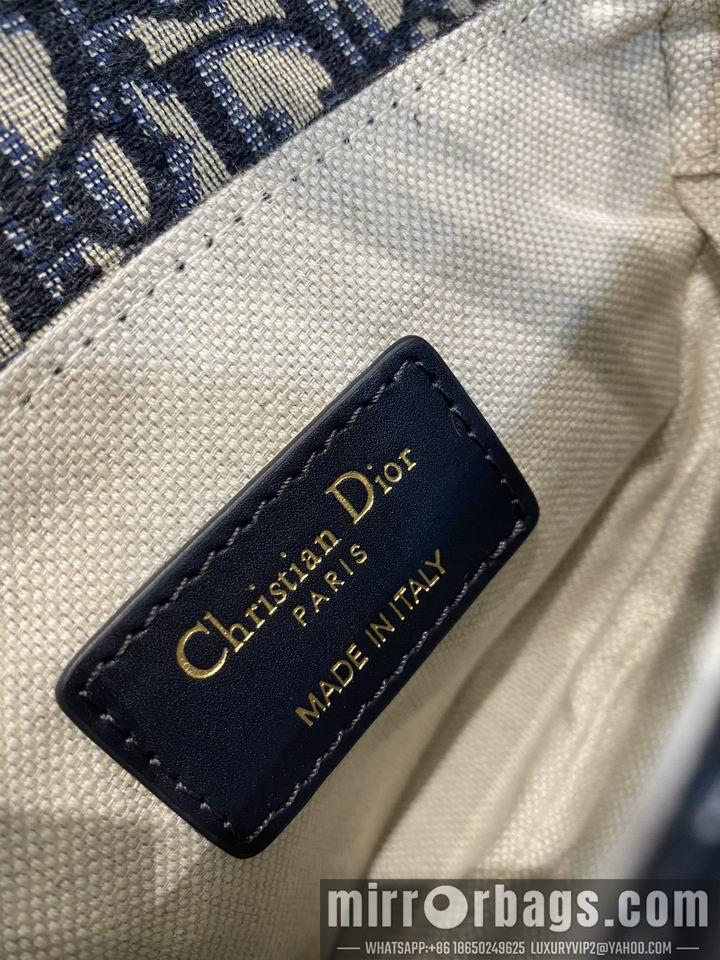 Christian Dior
PARIS
MADE IN ITALY
mirrorbags.com
WHATSAPP:+86 18650249625 LUXURYVIP2@YAHOO.COM